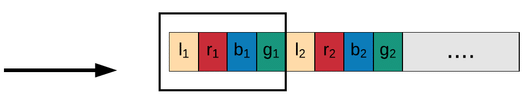 l₁ r₁ b₁ g₁ l₂ r₂ b₂ g₂ ....